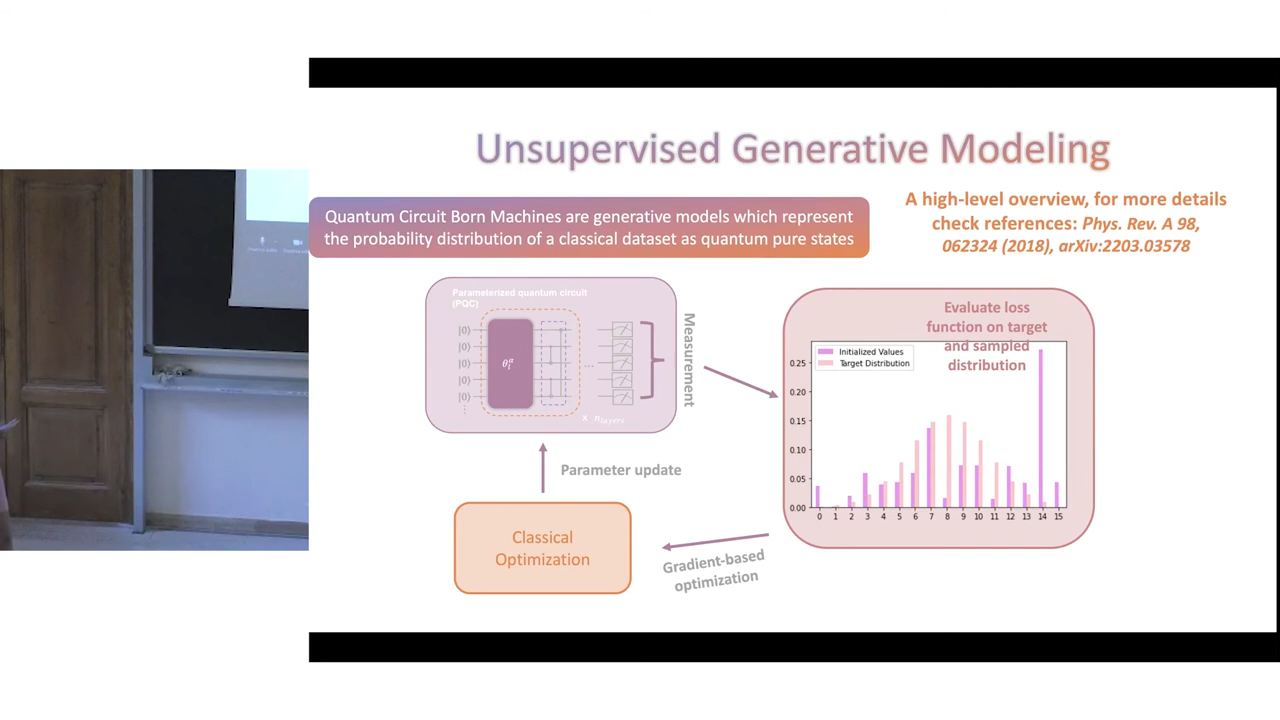 Unsupervised Generative Modeling
Quantum Circuit Born Machines are generative models which represent
the probability distribution of a classical dataset as quantum pure states
A high-level overview, for more details
check references: Phys. Rev. A 98,
062324 (2018), arXiv:2203.03578
Parameterized quantum circuit
(PQC)
|0⟩
|0⟩
|0⟩
|0⟩
|0⟩
⋮
θ_i^α
...
× n_layers
Measurement
Evaluate loss
function on target
and sampled
distribution
Initialized Values
Target Distribution
0.25
0.20
0.15
0.10
0.05
0.00
0 1 2 3 4 5 6 7 8 9 10 11 12 13 14 15
Parameter update
Classical
Optimization
Gradient-based
optimization